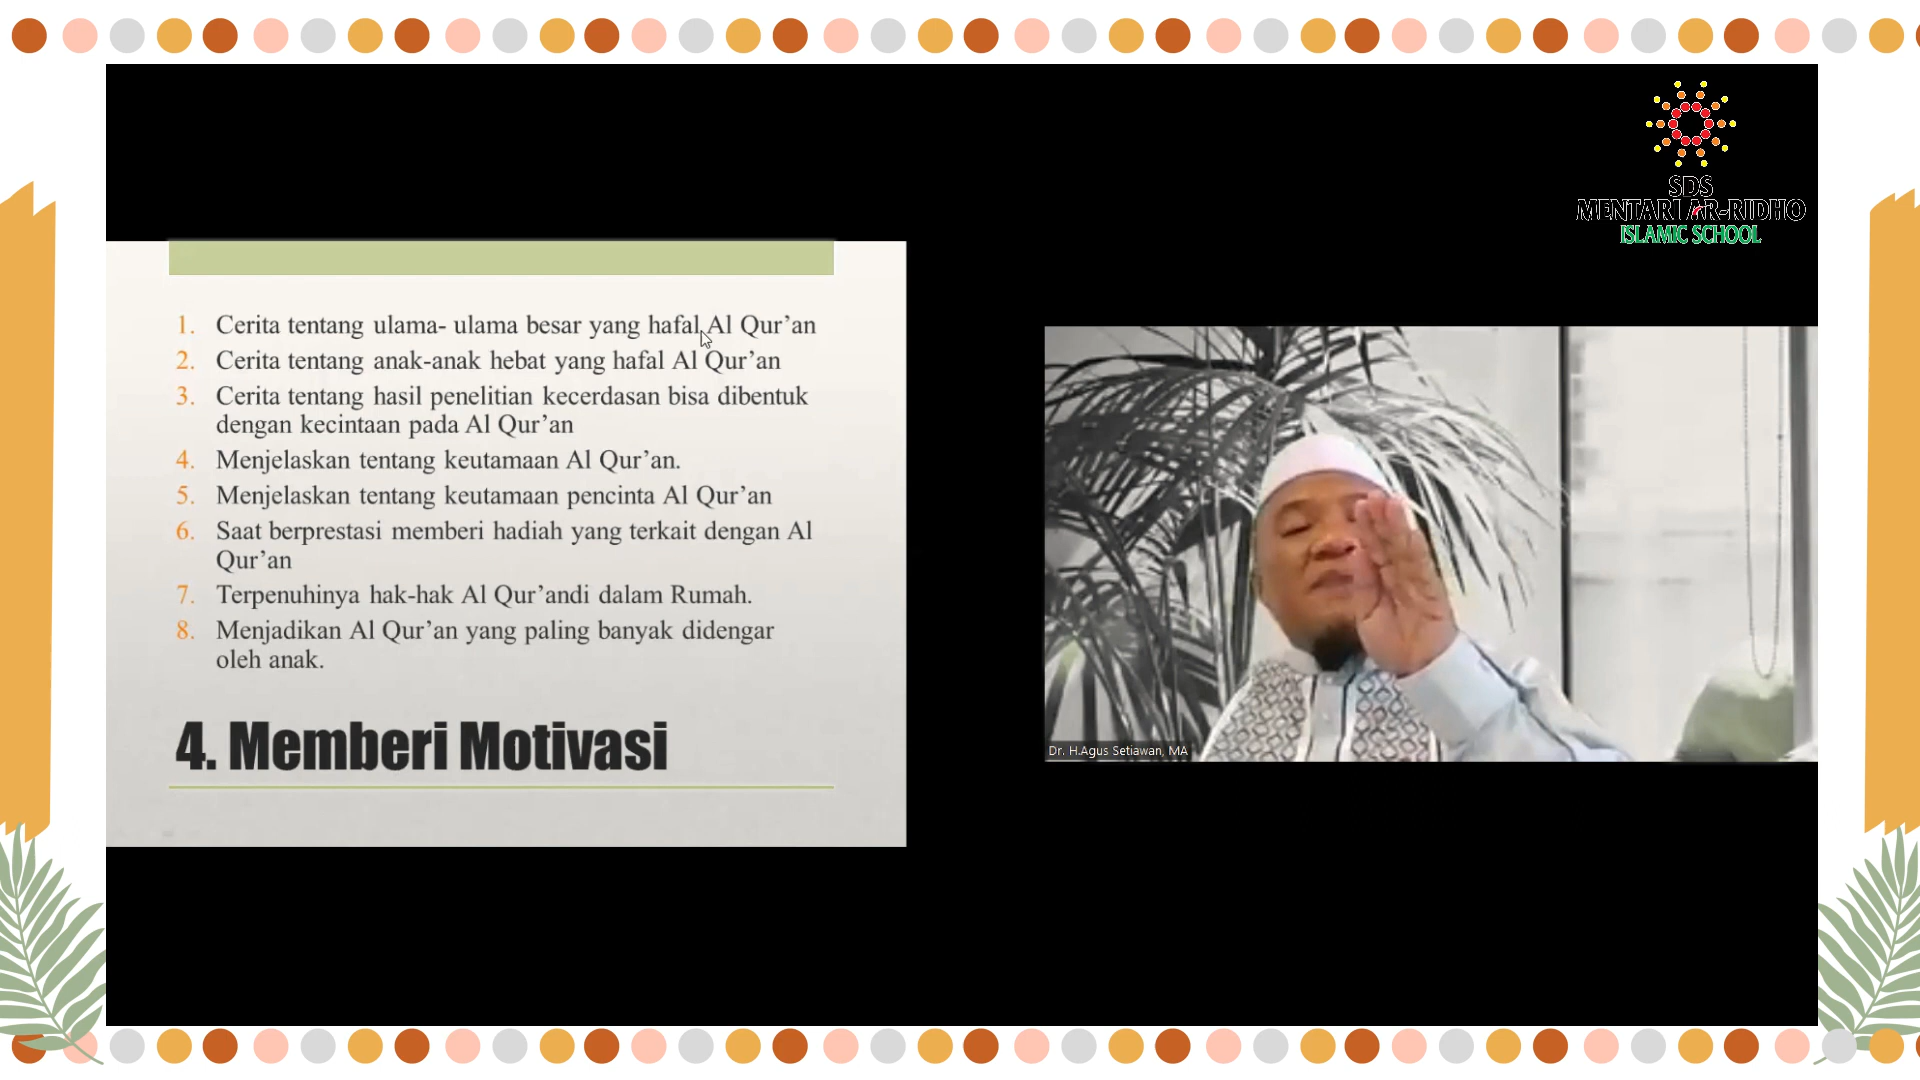 SDS
MENTARI AR-RIDHO
ISLAMIC SCHOOL
1. Cerita tentang ulama- ulama besar yang hafal Al Qur'an
2. Cerita tentang anak-anak hebat yang hafal Al Qur'an
3. Cerita tentang hasil penelitian kecerdasan bisa dibentuk
dengan kecintaan pada Al Qur'an
4. Menjelaskan tentang keutamaan Al Qur'an.
5. Menjelaskan tentang keutamaan pencinta Al Qur'an
6. Saat berprestasi memberi hadiah yang terkait dengan Al
Qur'an
7. Terpenuhinya hak-hak Al Qur'andi dalam Rumah.
8. Menjadikan Al Qur'an yang paling banyak didengar
oleh anak.
4. Memberi Motivasi
Dr. H.Agus Setiawan, MA